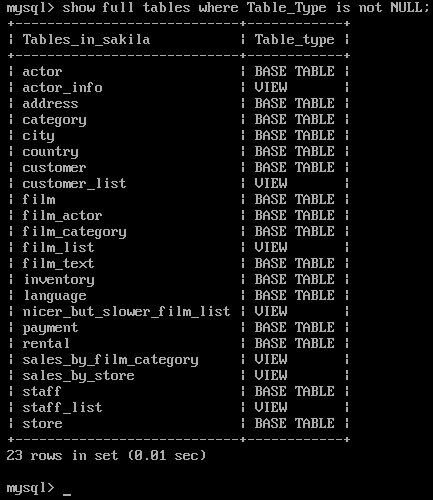 mysql> show full tables where Table_Type is not NULL;
+----------------------------+------------+
| Tables_in_sakila           | Table_type |
+----------------------------+------------+
| actor                      | BASE TABLE |
| actor_info                 | VIEW       |
| address                    | BASE TABLE |
| category                   | BASE TABLE |
| city                       | BASE TABLE |
| country                    | BASE TABLE |
| customer                   | BASE TABLE |
| customer_list              | VIEW       |
| film                       | BASE TABLE |
| film_actor                 | BASE TABLE |
| film_category              | BASE TABLE |
| film_list                  | VIEW       |
| film_text                  | BASE TABLE |
| inventory                  | BASE TABLE |
| language                   | BASE TABLE |
| nicer_but_slower_film_list | VIEW       |
| payment                    | BASE TABLE |
| rental                     | BASE TABLE |
| sales_by_film_category     | VIEW       |
| sales_by_store             | VIEW       |
| staff                      | BASE TABLE |
| staff_list                 | VIEW       |
| store                      | BASE TABLE |
+----------------------------+------------+
23 rows in set (0.01 sec)
mysql> _